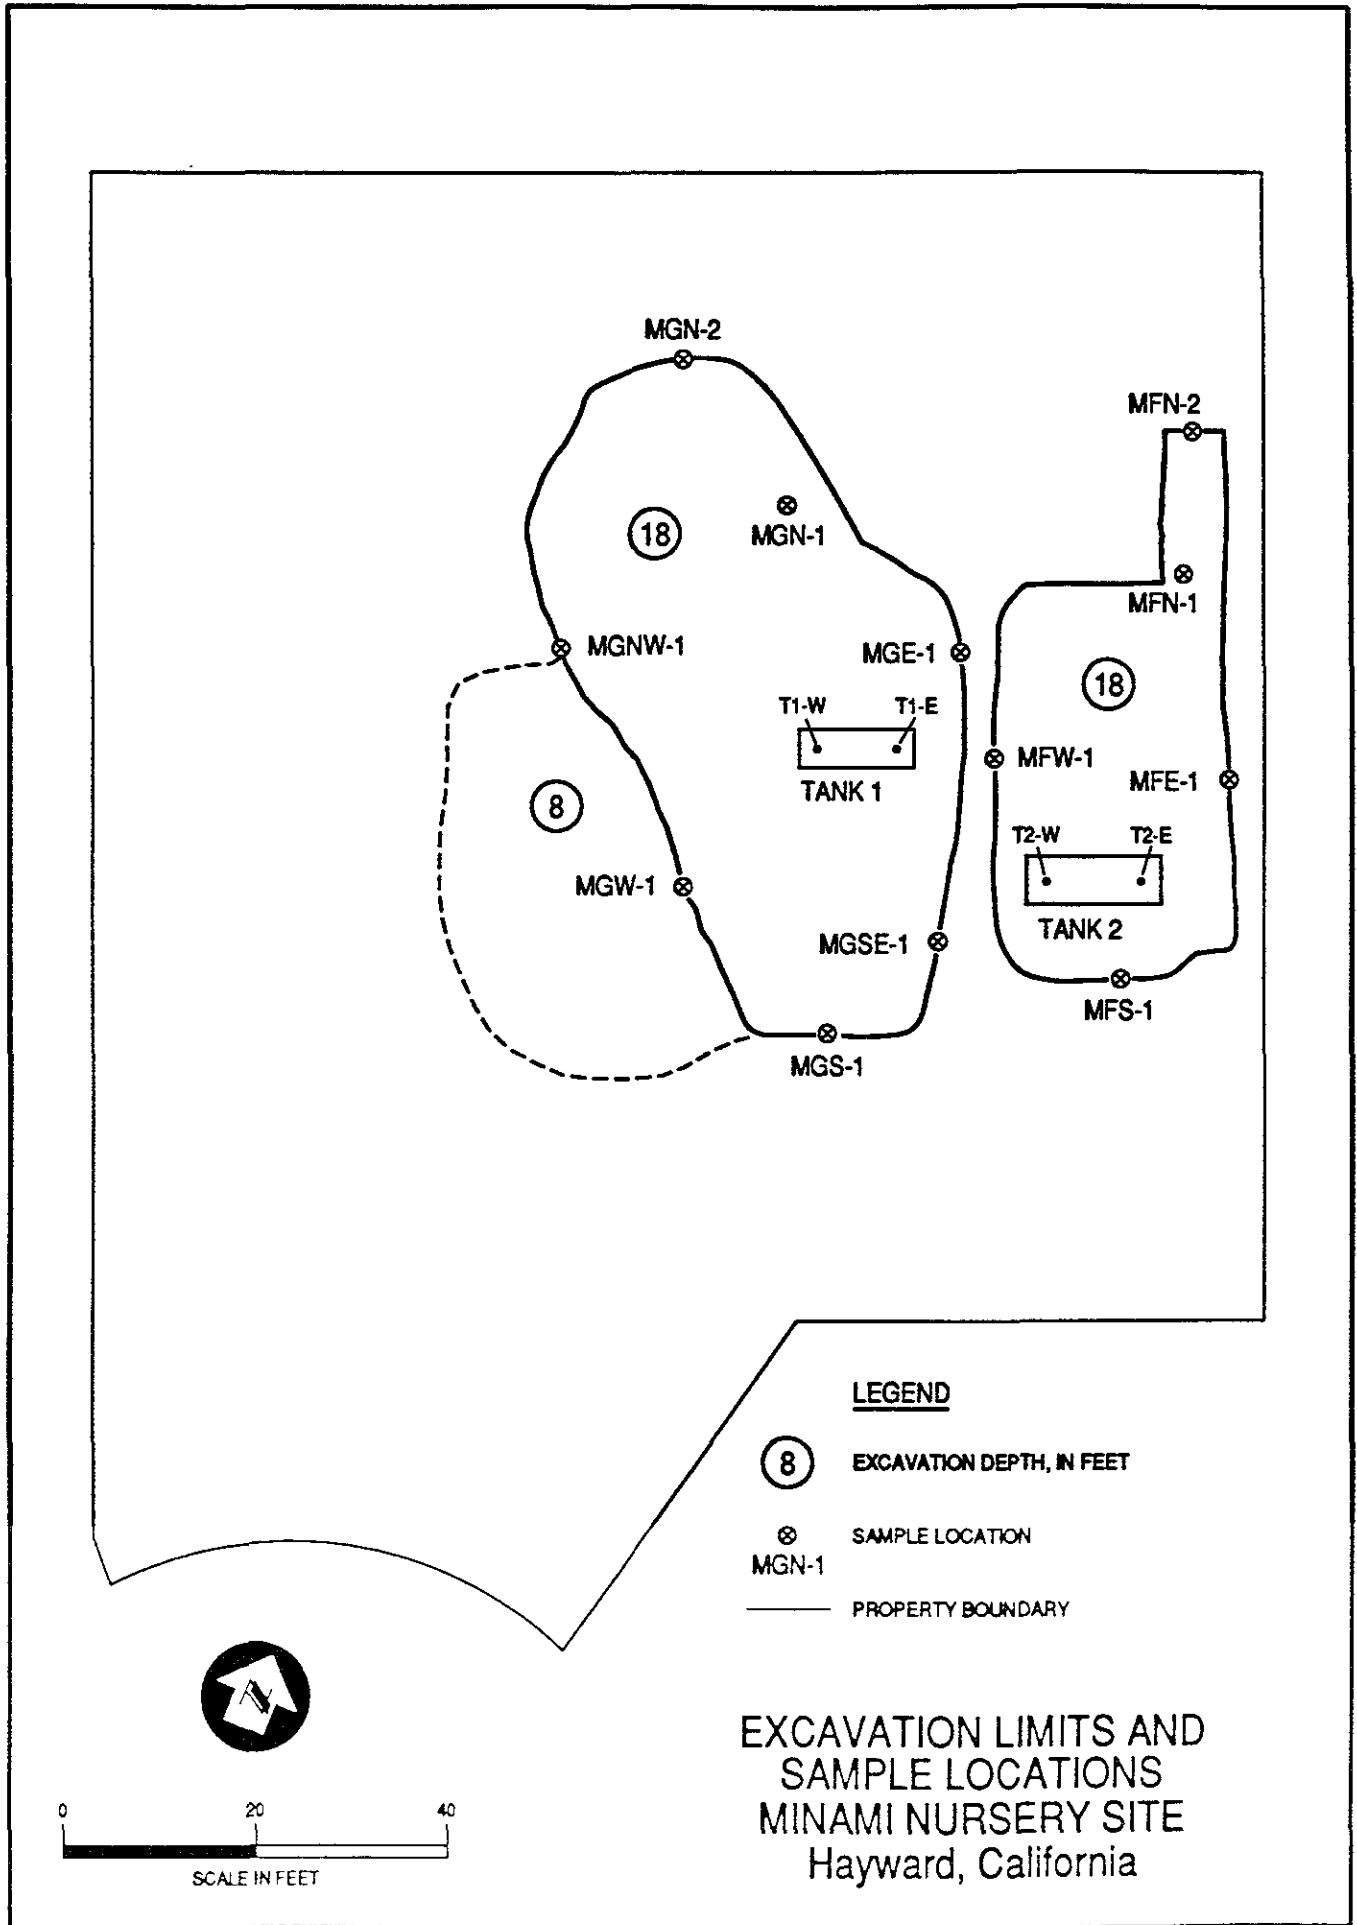 MGN-2
MFN-2
18
MGN-1
MFN-1
MGNW-1
MGE-1
18
T1-W
T1-E
MFW-1
MFE-1
TANK 1
8
T2-W
T2-E
MGW-1
TANK 2
MGSE-1
MFS-1
MGS-1
LEGEND
8
EXCAVATION DEPTH, IN FEET
SAMPLE LOCATION
MGN-1
PROPERTY BOUNDARY
N
EXCAVATION LIMITS AND
SAMPLE LOCATIONS
MINAMI NURSERY SITE
Hayward, California
0 20 40
SCALE IN FEET